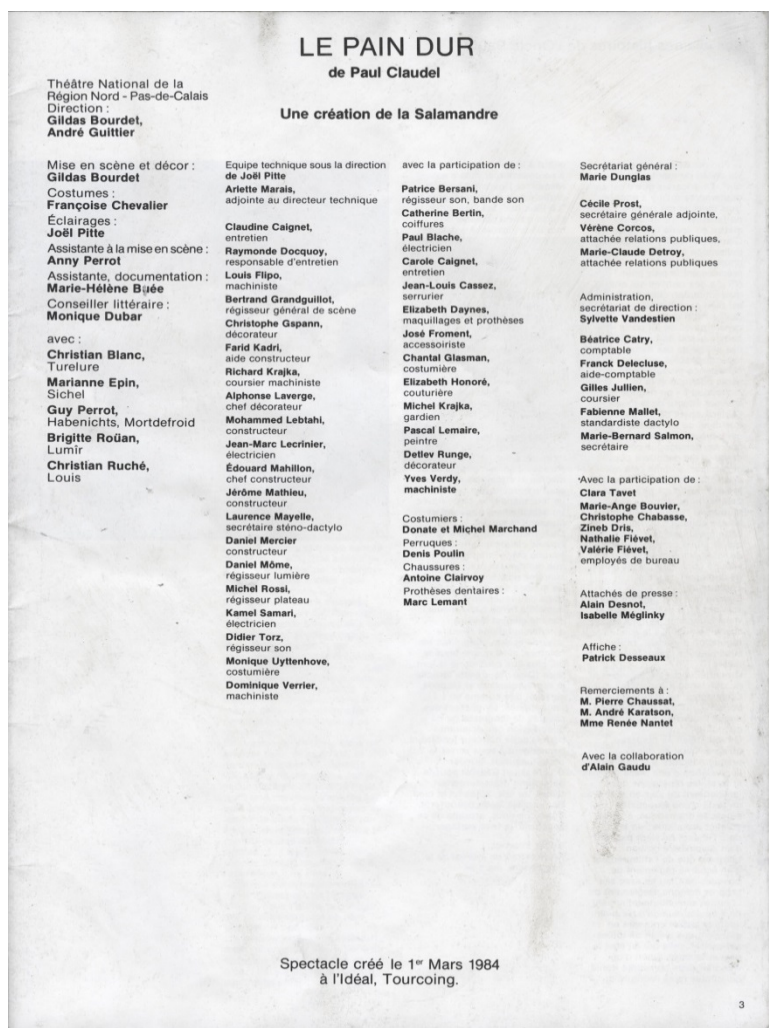 LE PAIN DUR
de Paul Claudel
Une création de la Salamandre
Théâtre National de la
Région Nord - Pas-de-Calais
Direction :
Gildas Bourdet,
André Guittier
Mise en scène et décor :
Gildas Bourdet
Costumes :
Françoise Chevalier
Éclairages :
Joël Pitte
Assistante à la mise en scène :
Anny Perrot
Assistante, documentation :
Marie-Hélène Buée
Conseiller littéraire :
Monique Dubar
avec :
Christian Blanc,
Turelure
Marianne Epin,
Sichel
Guy Perrot,
Habenichts, Mortdefroid
Brigitte Roüan,
Lumîr
Christian Ruché,
Louis
Equipe technique sous la direction
de Joël Pitte
Arlette Marais,
adjointe au directeur technique
Claudine Caignet,
entretien
Raymonde Docquoy,
responsable d'entretien
Louis Flipo,
machiniste
Bertrand Grandguillot,
régisseur général de scène
Christophe Gspann,
décorateur
Farid Kadri,
aide constructeur
Richard Krajka,
coursier machiniste
Alphonse Laverge,
chef décorateur
Mohammed Lebtahi,
constructeur
Jean-Marc Lecrinier,
électricien
Édouard Mahillon,
chef constructeur
Jérôme Mathieu,
constructeur
Laurence Mayelle,
secrétaire sténo-dactylo
Daniel Mercier
constructeur
Daniel Môme,
régisseur lumière
Michel Rossi,
régisseur plateau
Kamel Samari,
électricien
Didier Torz,
régisseur son
Monique Uyttenhove,
costumière
Dominique Verrier,
machiniste
avec la participation de :
Patrice Bersani,
régisseur son, bande son
Catherine Bertin,
coiffures
Paul Blache,
électricien
Carole Caignet,
entretien
Jean-Louis Cassez,
serrurier
Elizabeth Daynes,
maquillages et prothèses
José Froment,
accessoiriste
Chantal Glasman,
costumière
Elizabeth Honoré,
couturière
Michel Krajka,
gardien
Pascal Lemaire,
peintre
Detlev Runge,
décorateur
Yves Verdy,
machiniste
Costumiers :
Donate et Michel Marchand
Perruques :
Denis Poulin
Chaussures :
Antoine Clairvoy
Prothèses dentaires :
Marc Lemant
Secrétariat général :
Marie Dunglas
Cécile Prost,
secrétaire générale adjointe,
Vérène Corcos,
attachée relations publiques,
Marie-Claude Detroy,
attachée relations publiques
Administration,
secrétariat de direction :
Sylvette Vandestien
Béatrice Catry,
comptable
Franck Delecluse,
aide-comptable
Gilles Jullien,
coursier
Fabienne Mallet,
standardiste dactylo
Marie-Bernard Salmon,
secrétaire
Avec la participation de :
Clara Tavet
Marie-Ange Bouvier,
Christophe Chabasse,
Zineb Dris,
Nathalie Fiévet,
Valérie Fiévet,
employés de bureau
Attachés de presse :
Alain Desnot,
Isabelle Méglinky
Affiche :
Patrick Desseaux
Remerciements à :
M. Pierre Chaussat,
M. André Karatson,
Mme Renée Nantet
Avec la collaboration
d'Alain Gaudu
Spectacle créé le 1er Mars 1984
à l'Idéal, Tourcoing.
3